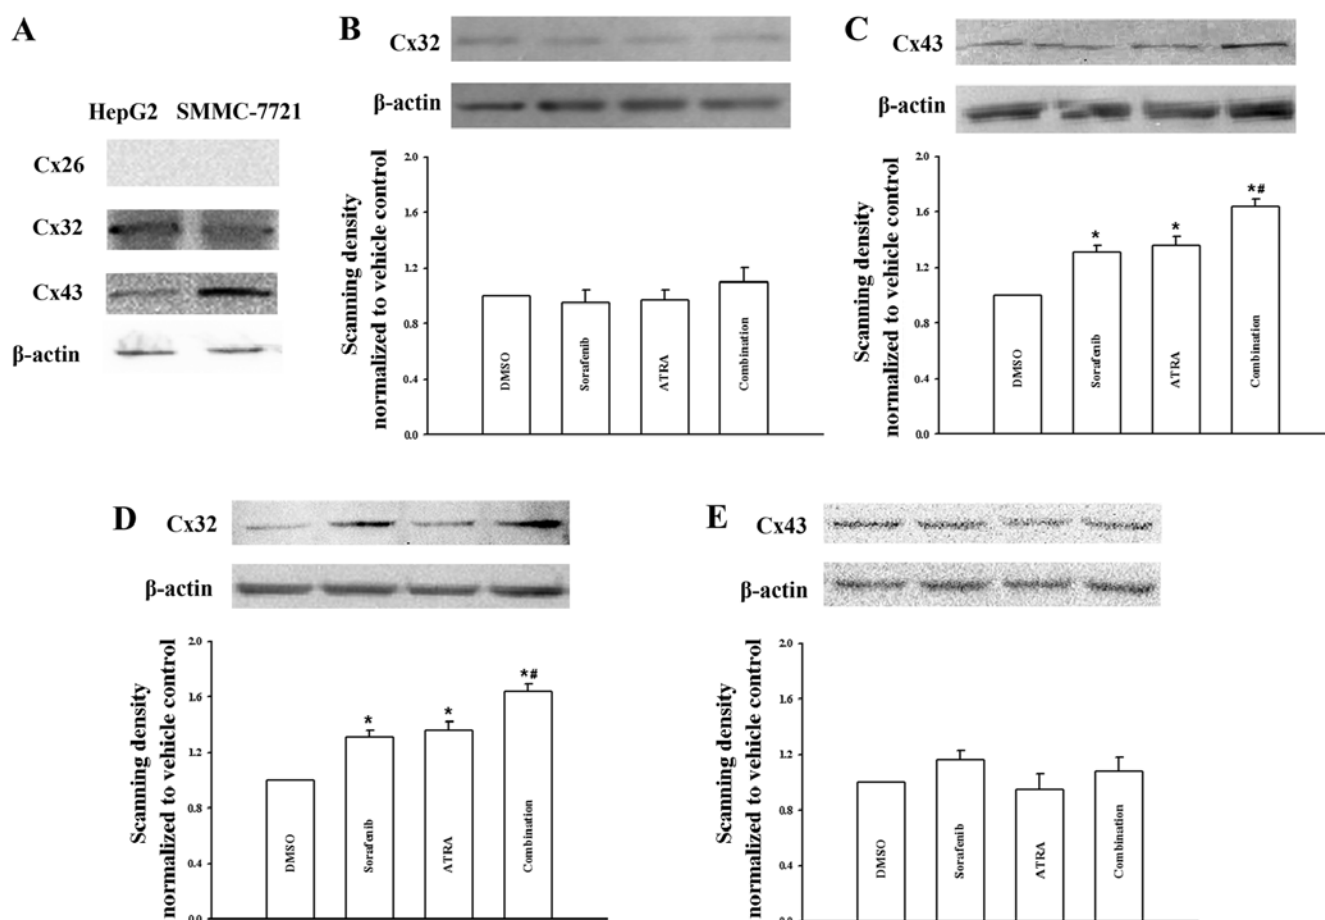 A
HepG2 SMMC-7721
Cx26
Cx32
Cx43
β-actin
B
Cx32
β-actin
Scanning density
normalized to vehicle control
2.0
1.6
1.2
0.8
0.4
0.0
DMSO
Sorafenib
ATRA
Combination
C
Cx43
β-actin
Scanning density
normalized to vehicle control
2.0
1.6
1.2
0.8
0.4
0.0
*
*
*#
DMSO
Sorafenib
ATRA
Combination
D
Cx32
β-actin
Scanning density
normalized to vehicle control
2.0
1.6
1.2
0.8
0.4
0.0
*
*
*#
DMSO
Sorafenib
ATRA
Combination
E
Cx43
β-actin
Scanning density
normalized to vehicle control
2.0
1.6
1.2
0.8
0.4
0.0
DMSO
Sorafenib
ATRA
Combination